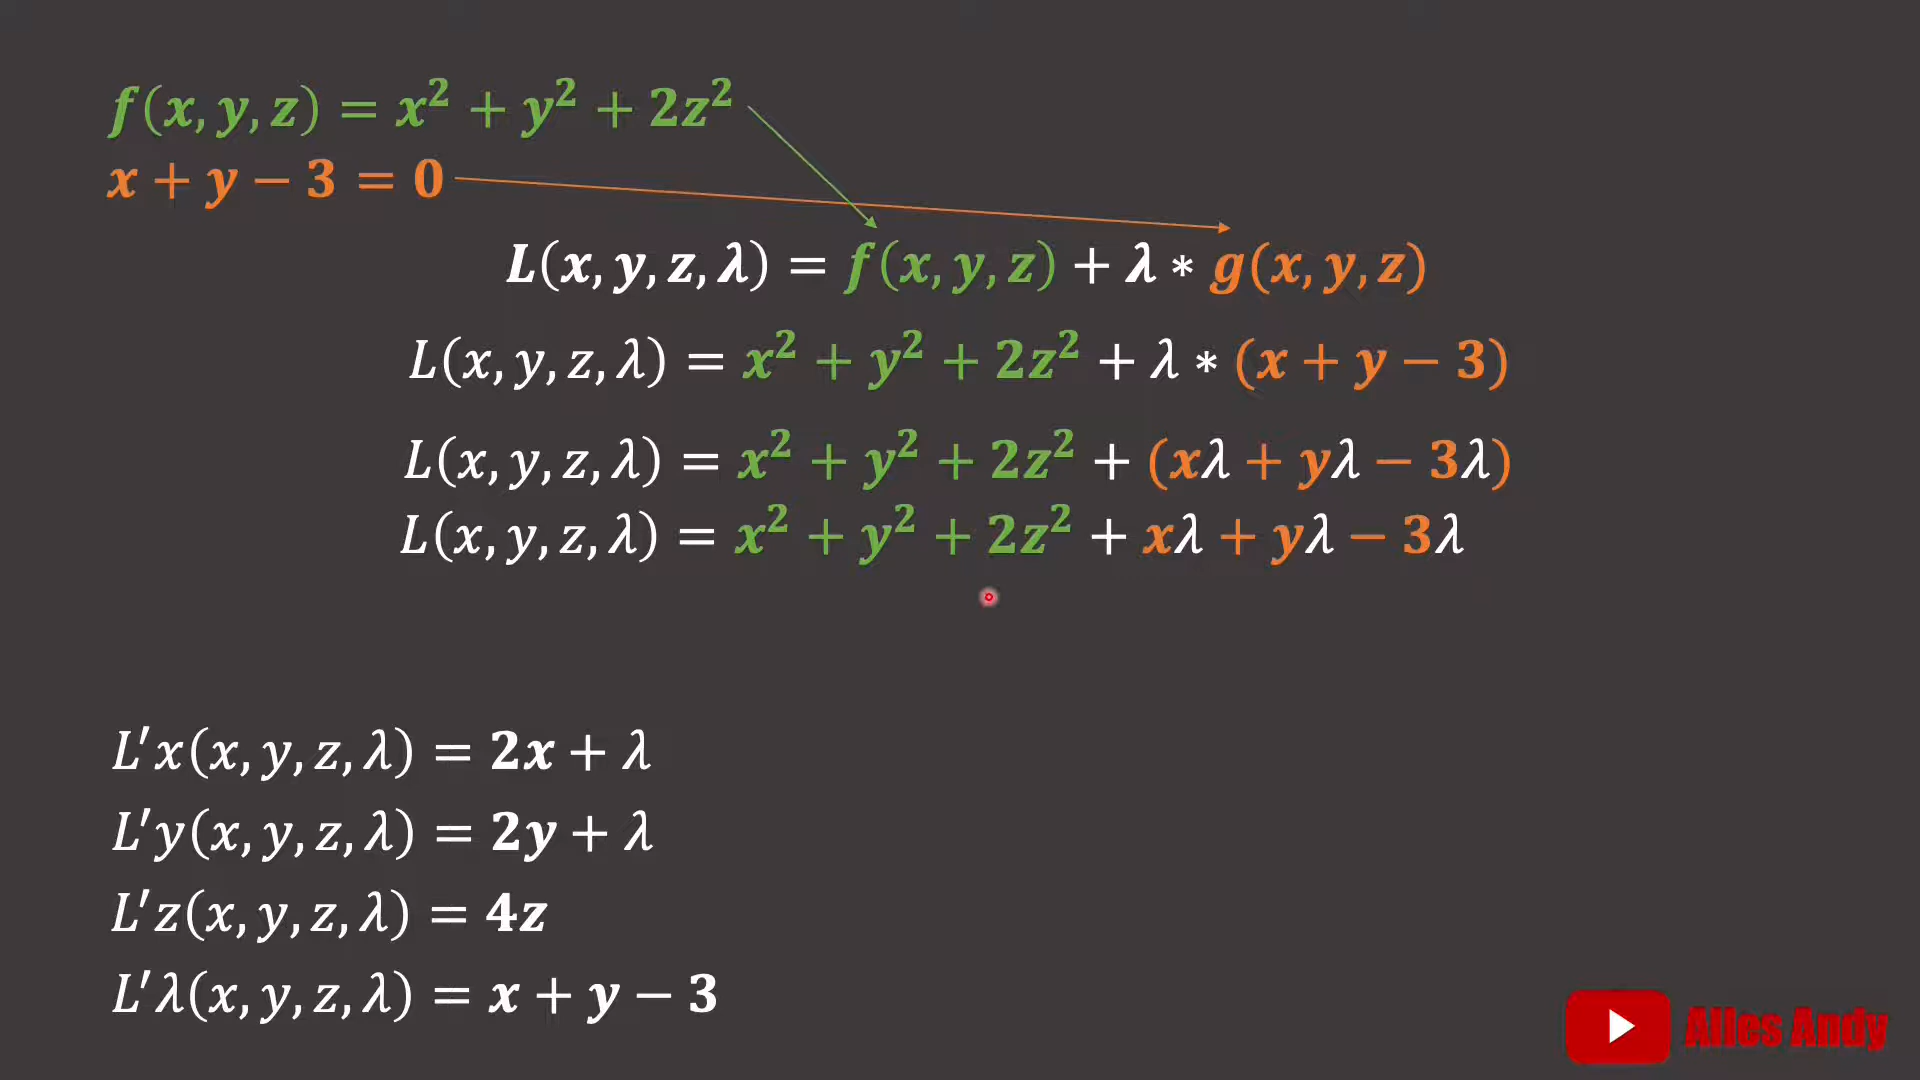 f(x, y, z) = x² + y² + 2z²
x + y − 3 = 0
L(x, y, z, λ) = f(x, y, z) + λ ∗ g(x, y, z)
L(x, y, z, λ) = x² + y² + 2z² + λ ∗ (x + y − 3)
L(x, y, z, λ) = x² + y² + 2z² + (xλ + yλ − 3λ)
L(x, y, z, λ) = x² + y² + 2z² + xλ + yλ − 3λ
L′x(x, y, z, λ) = 2x + λ
L′y(x, y, z, λ) = 2y + λ
L′z(x, y, z, λ) = 4z
L′λ(x, y, z, λ) = x + y − 3
Alles Andy